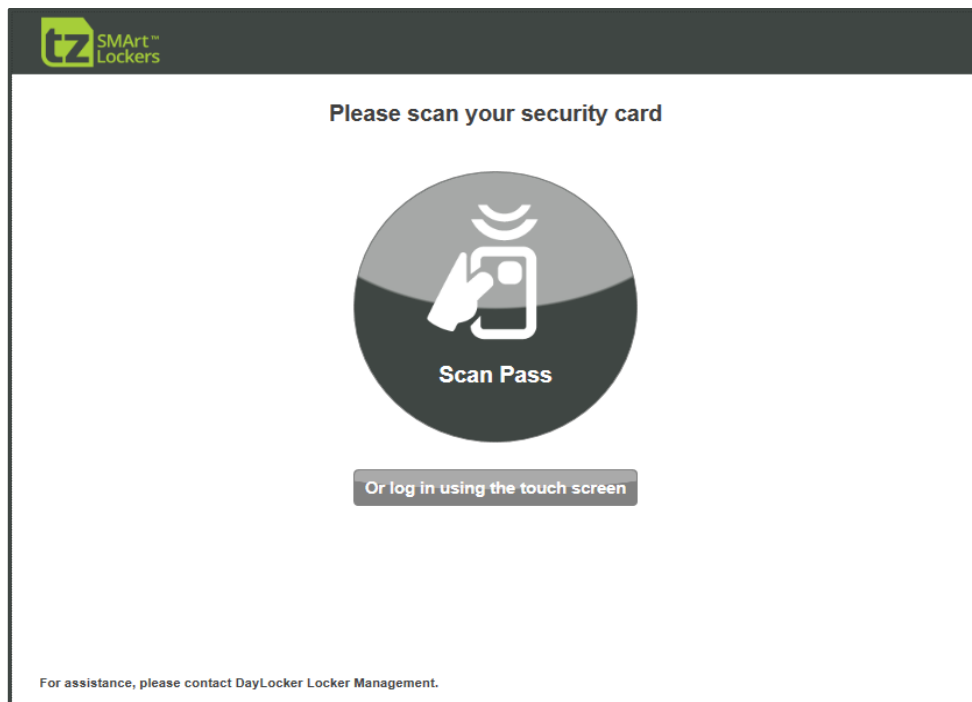 tz SMArt™
Lockers
Please scan your security card
Scan Pass
Or log in using the touch screen
For assistance, please contact DayLocker Locker Management.